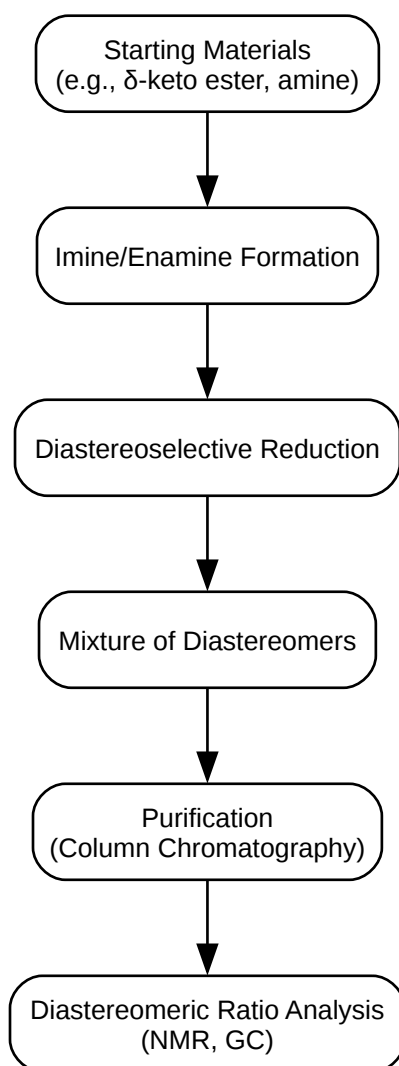 Starting Materials
(e.g., δ-keto ester, amine)
Imine/Enamine Formation
Diastereoselective Reduction
Mixture of Diastereomers
Purification
(Column Chromatography)
Diastereomeric Ratio Analysis
(NMR, GC)